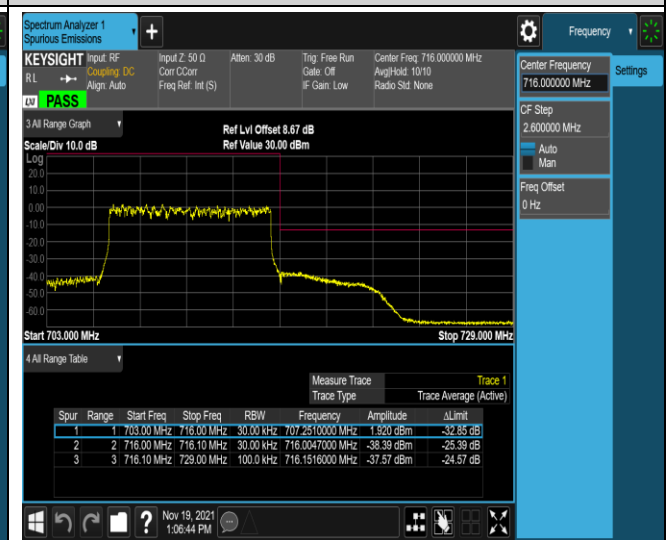 Spectrum Analyzer 1
Spurious Emissions
+
Frequency
KEYSIGHT Input: RF Input Z: 50 Ω Atten: 30 dB Trig: Free Run Center Freq: 716.000000 MHz
R L Coupling: DC Corr CCorr Gate: Off Avg|Hold: 10/10
Align: Auto Freq Ref: Int (S) IF Gain: Low Radio Std: None
LXI PASS
Center Frequency
716.000000 MHz
Settings
CF Step
2.600000 MHz
Auto
Man
Freq Offset
0 Hz
3 All Range Graph
Ref Lvl Offset 8.67 dB
Scale/Div 10.0 dB Ref Value 30.00 dBm
Log
20.0
10.0
0.00
-10.0
-20.0
-30.0
-40.0
-50.0
-60.0
Start 703.000 MHz Stop 729.000 MHz
4 All Range Table
Measure Trace Trace 1
Trace Type Trace Average (Active)
Spur Range Start Freq Stop Freq RBW Frequency Amplitude ΔLimit
1 1 703.00 MHz 716.00 MHz 30.00 kHz 707.2510000 MHz 1.920 dBm -32.85 dB
2 2 716.00 MHz 716.10 MHz 30.00 kHz 716.0047000 MHz -38.39 dBm -25.39 dB
3 3 716.10 MHz 729.00 MHz 100.0 kHz 716.1516000 MHz -37.57 dBm -24.57 dB
? Nov 19, 2021
1:06:44 PM